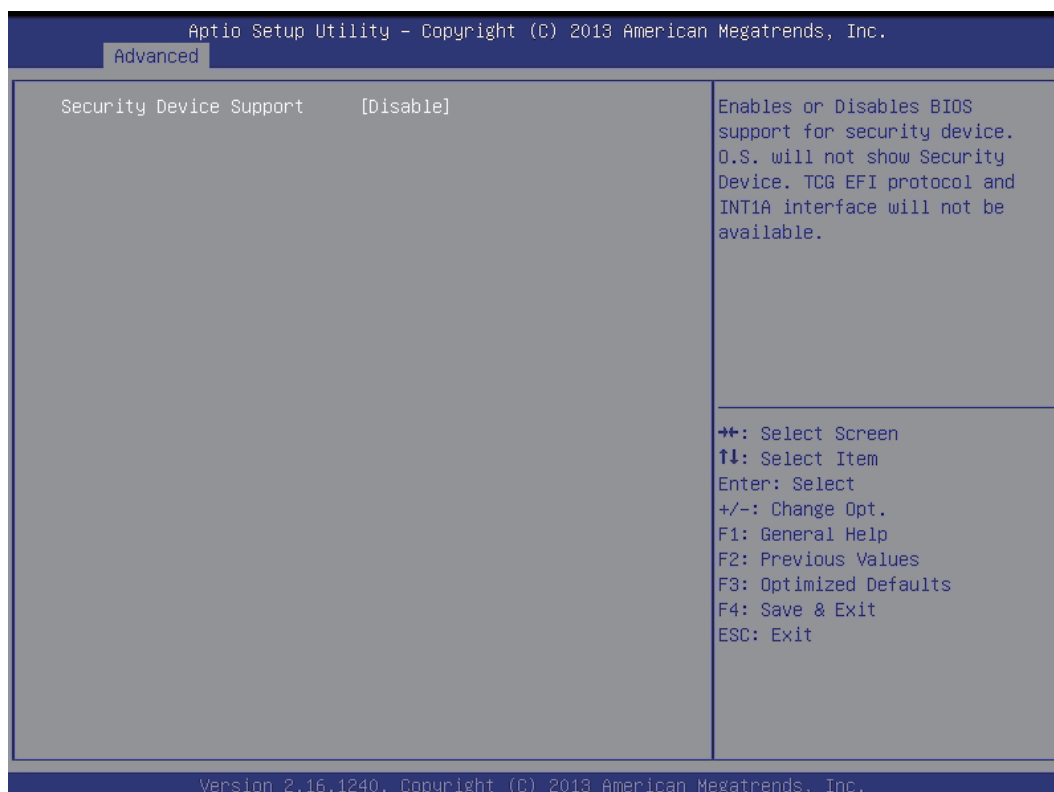 Aptio Setup Utility – Copyright (C) 2013 American Megatrends, Inc.
Advanced
Security Device Support [Disable]
Enables or Disables BIOS
support for security device.
O.S. will not show Security
Device. TCG EFI protocol and
INT1A interface will not be
available.
→←: Select Screen
↑↓: Select Item
Enter: Select
+/-: Change Opt.
F1: General Help
F2: Previous Values
F3: Optimized Defaults
F4: Save & Exit
ESC: Exit
Version 2.16.1240. Copyright (C) 2013 American Megatrends, Inc.